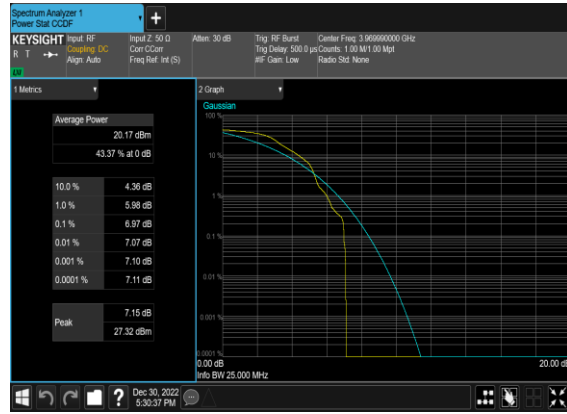 Spectrum Analyzer 1
Power Stat CCDF
+
KEYSIGHT
R T
LW
Input: RF
Coupling: DC
Align: Auto
Input Z: 50 Ω
Corr CCorr
Freq Ref: Int (S)
Atten: 30 dB
Trig: RF Burst
Trig Delay: 500.0 µs
#IF Gain: Low
Center Freq: 3.969990000 GHz
Counts: 1.00 M/1.00 Mpt
Radio Std: None
1 Metrics
Average Power
20.17 dBm
43.37 % at 0 dB
10.0 % 4.36 dB
1.0 % 5.98 dB
0.1 % 6.97 dB
0.01 % 7.07 dB
0.001 % 7.10 dB
0.0001 % 7.11 dB
Peak
7.15 dB
27.32 dBm
2 Graph
Gaussian
100 %
10 %
1 %
0.1 %
0.01 %
0.001 %
0.0001 %
0.00 dB
20.00 dB
Info BW 25.000 MHz
?
Dec 30, 2022
5:30:37 PM